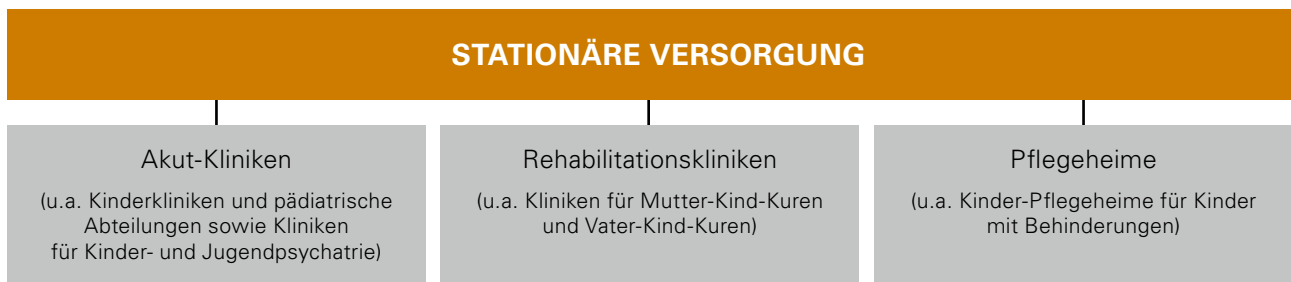 STATIONÄRE VERSORGUNG
Akut-Kliniken
(u.a. Kinderkliniken und pädiatrische
Abteilungen sowie Kliniken
für Kinder- und Jugendpsychatrie)
Rehabilitationskliniken
(u.a. Kliniken für Mutter-Kind-Kuren
und Vater-Kind-Kuren)
Pflegeheime
(u.a. Kinder-Pflegeheime für Kinder
mit Behinderungen)